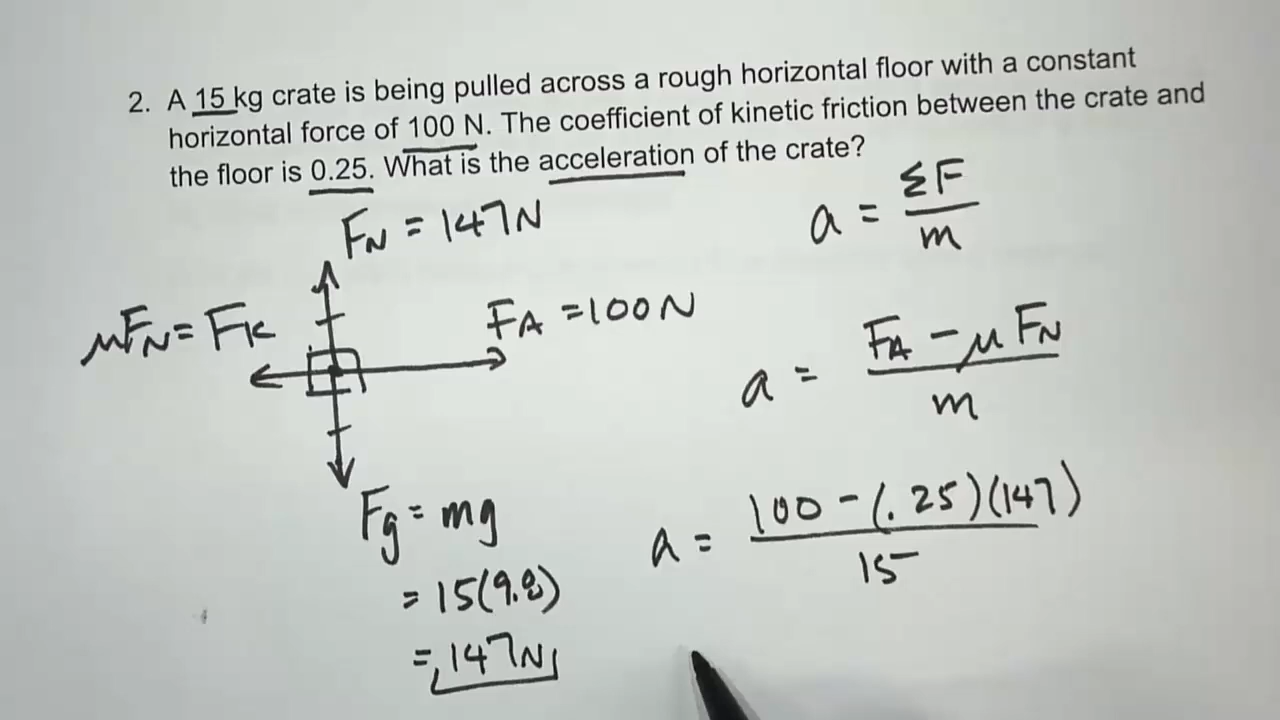 2. A 15 kg crate is being pulled across a rough horizontal floor with a constant
horizontal force of 100 N. The coefficient of kinetic friction between the crate and
the floor is 0.25. What is the acceleration of the crate?
FN = 147N
a = ΣF / m
μFN = FK
FA = 100N
a = FA - μ FN / m
Fg = mg
= 15(9.8)
= 147N
a = 100 - (.25)(147) / 15